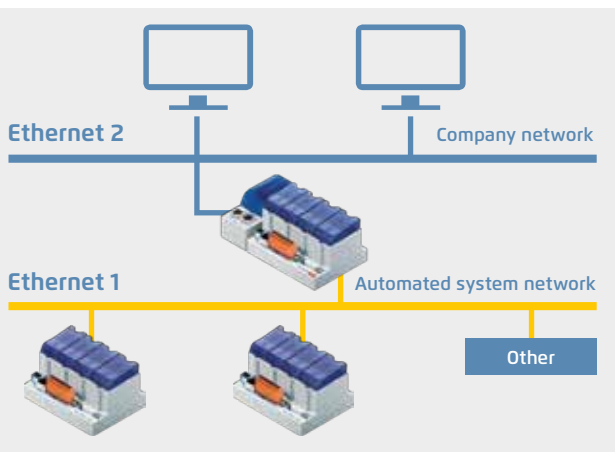 Ethernet 2
Company network
Ethernet 1
Automated system network
Other